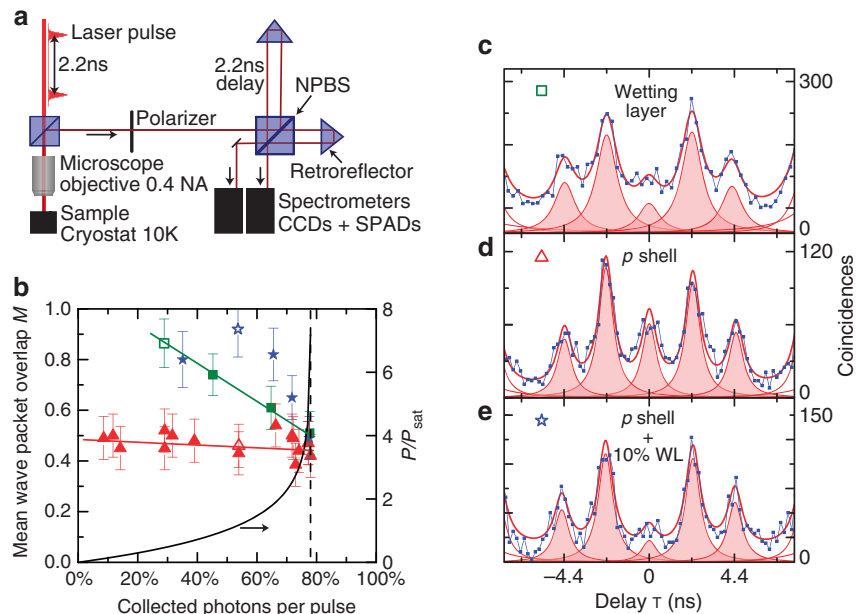 a
Laser pulse
2.2ns
2.2ns
delay
NPBS
Polarizer
Retroreflector
Microscope
objective 0.4 NA
Sample
Cryostat 10K
Spectrometers
CCDs + SPADs
b
Mean wave packet overlap M
1.0
0.8
0.6
0.4
0.2
0.0
0% 20% 40% 60% 80% 100%
Collected photons per pulse
8
6
4
2
0
P/Psat
c
Wetting
layer
300
0
d
p shell
120
0
Coincidences
e
p shell
+
10% WL
150
0
−4.4 0 4.4
Delay τ (ns)